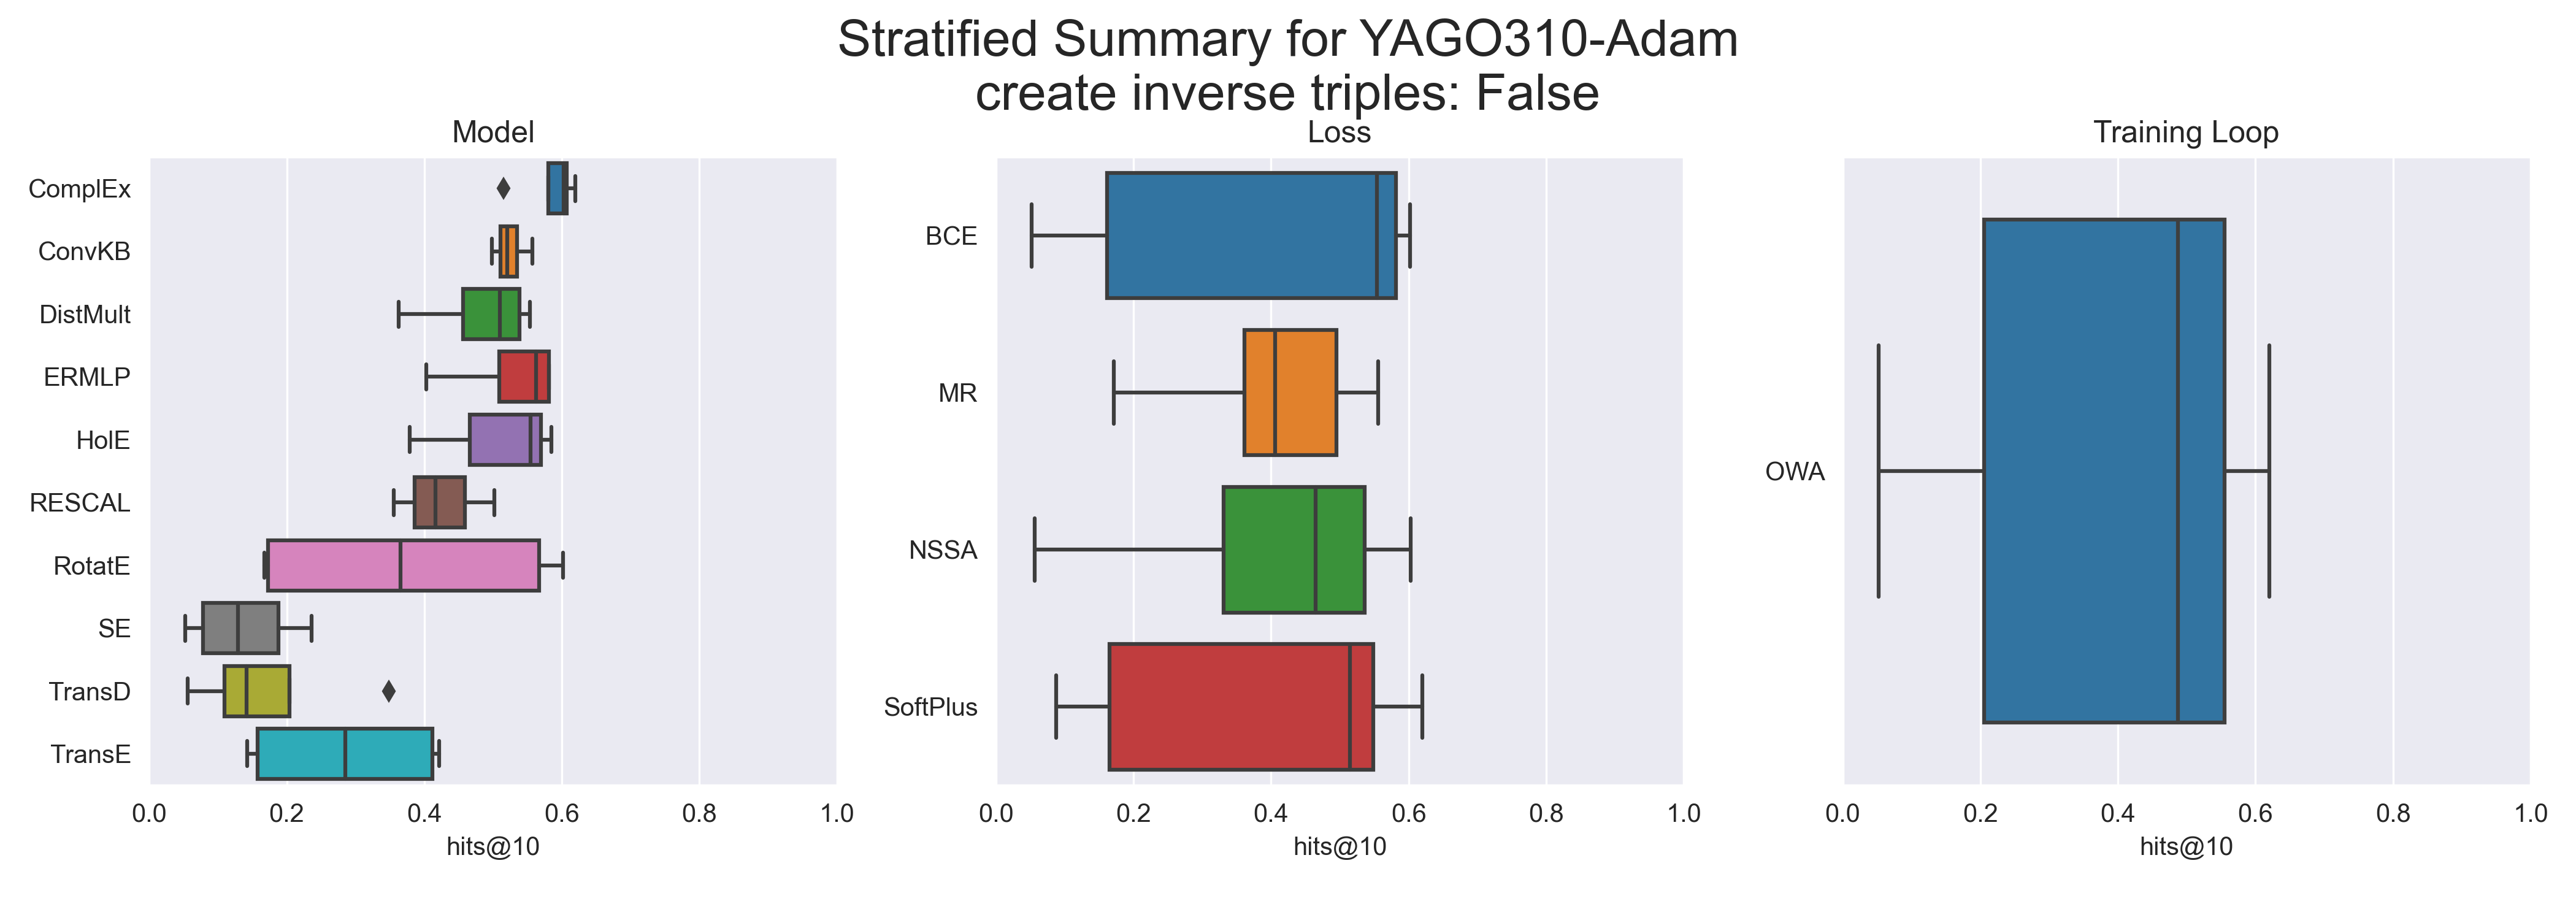 Stratified Summary for YAGO310-Adam
create inverse triples: False
Model
ComplEx
ConvKB
DistMult
ERMLP
HolE
RESCAL
RotatE
SE
TransD
TransE
0.0 0.2 0.4 0.6 0.8 1.0
hits@10
Loss
BCE
MR
NSSA
SoftPlus
0.0 0.2 0.4 0.6 0.8 1.0
hits@10
Training Loop
OWA
0.0 0.2 0.4 0.6 0.8 1.0
hits@10